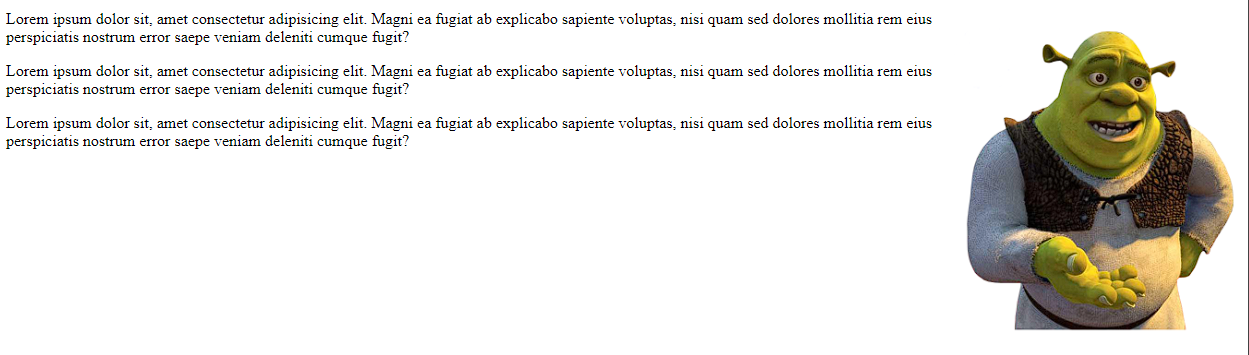 Lorem ipsum dolor sit, amet consectetur adipisicing elit. Magni ea fugiat ab explicabo sapiente voluptas, nisi quam sed dolores mollitia rem eius
perspiciatis nostrum error saepe veniam deleniti cumque fugit?
Lorem ipsum dolor sit, amet consectetur adipisicing elit. Magni ea fugiat ab explicabo sapiente voluptas, nisi quam sed dolores mollitia rem eius
perspiciatis nostrum error saepe veniam deleniti cumque fugit?
Lorem ipsum dolor sit, amet consectetur adipisicing elit. Magni ea fugiat ab explicabo sapiente voluptas, nisi quam sed dolores mollitia rem eius
perspiciatis nostrum error saepe veniam deleniti cumque fugit?